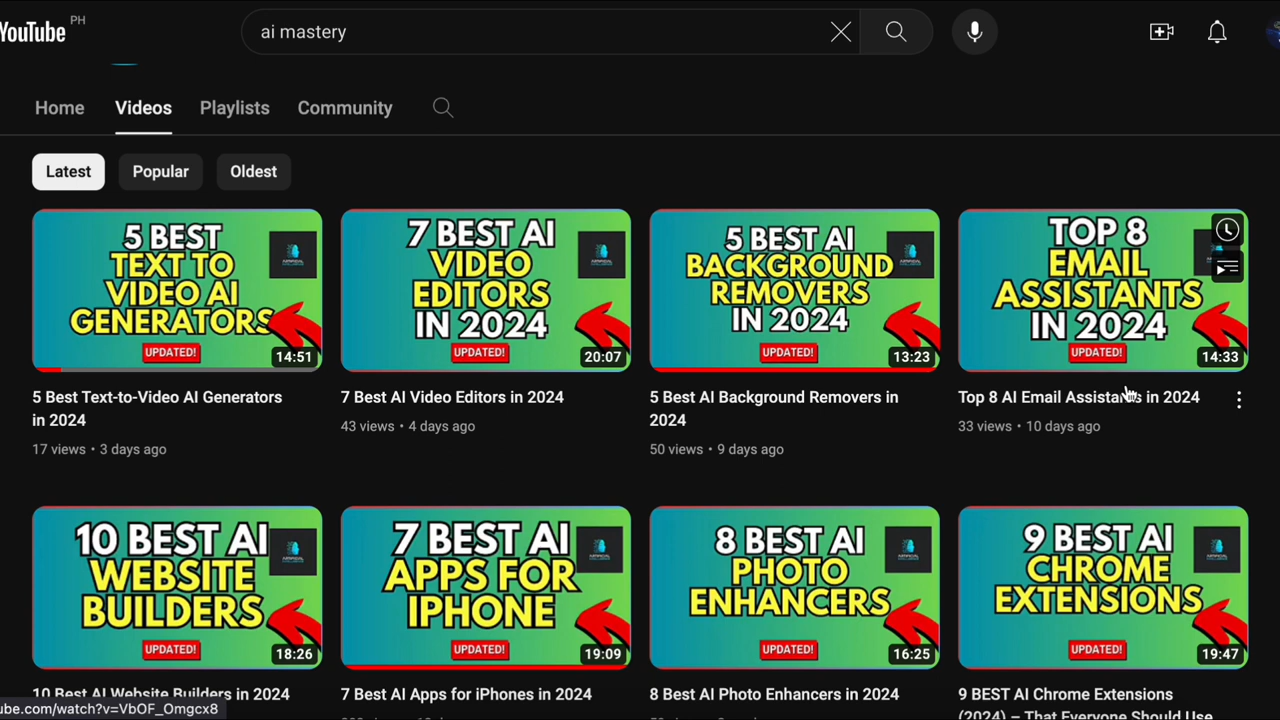 YouTube PH
ai mastery
Home
Videos
Playlists
Community
Latest
Popular
Oldest
5 BEST
TEXT TO
VIDEO AI
GENERATORS
UPDATED!
14:51
7 BEST AI
VIDEO
EDITORS
IN 2024
UPDATED!
20:07
5 BEST AI
BACKGROUND
REMOVERS
IN 2024
UPDATED!
13:23
TOP 8
EMAIL
ASSISTANTS
IN 2024
UPDATED!
14:33
5 Best Text-to-Video AI Generators
in 2024
17 views • 3 days ago
7 Best AI Video Editors in 2024
43 views • 4 days ago
5 Best AI Background Removers in
2024
50 views • 9 days ago
Top 8 AI Email Assistants in 2024
33 views • 10 days ago
10 BEST AI
WEBSITE
BUILDERS
UPDATED!
18:26
7 BEST AI
APPS FOR
IPHONE
UPDATED!
19:09
8 BEST AI
PHOTO
ENHANCERS
UPDATED!
16:25
9 BEST AI
CHROME
EXTENSIONS
UPDATED!
19:47
10 Best AI Website Builders in 2024
7 Best AI Apps for iPhones in 2024
8 Best AI Photo Enhancers in 2024
9 BEST AI Chrome Extensions
(2024) – That Everyone Should Use
ube.com/watch?v=VbOF_Omgcx8